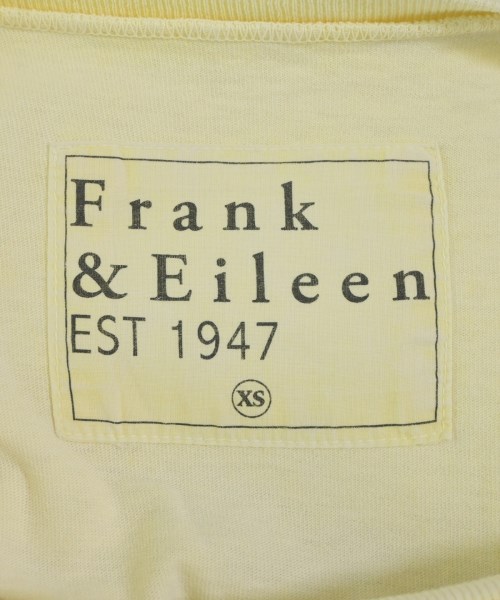 Frank
& Eileen
EST 1947
XS